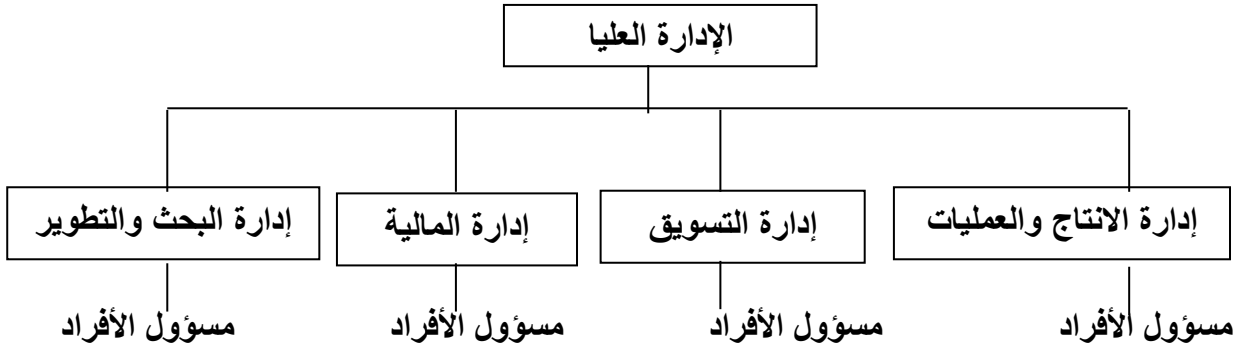 الإدارة العليا
إدارة الانتاج والعمليات
إدارة التسويق
إدارة المالية
إدارة البحث والتطوير
مسؤول الأفراد
مسؤول الأفراد
مسؤول الأفراد
مسؤول الأفراد